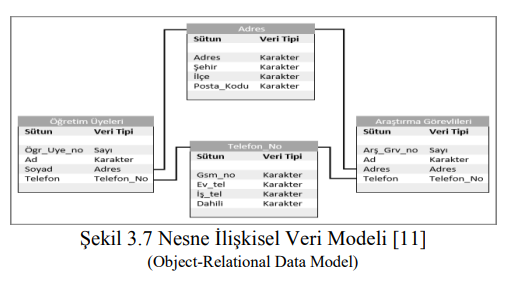 Adres
Sütun Veri Tipi
Adres Karakter
Şehir Karakter
İlçe Karakter
Posta_Kodu Karakter
Öğretim Üyeleri
Sütun Veri Tipi
Ögr_Uye_no Sayı
Ad Karakter
Soyad Adres
Telefon Telefon_No
Telefon_No
Sütun Veri Tipi
Gsm_no Karakter
Ev_tel Karakter
İş_tel Karakter
Dahili Karakter
Araştırma Görevlileri
Sütun Veri Tipi
Arş_Grv_no Sayı
Ad Karakter
Adres Adres
Telefon Telefon_No
Şekil 3.7 Nesne İlişkisel Veri Modeli [11]
(Object-Relational Data Model)